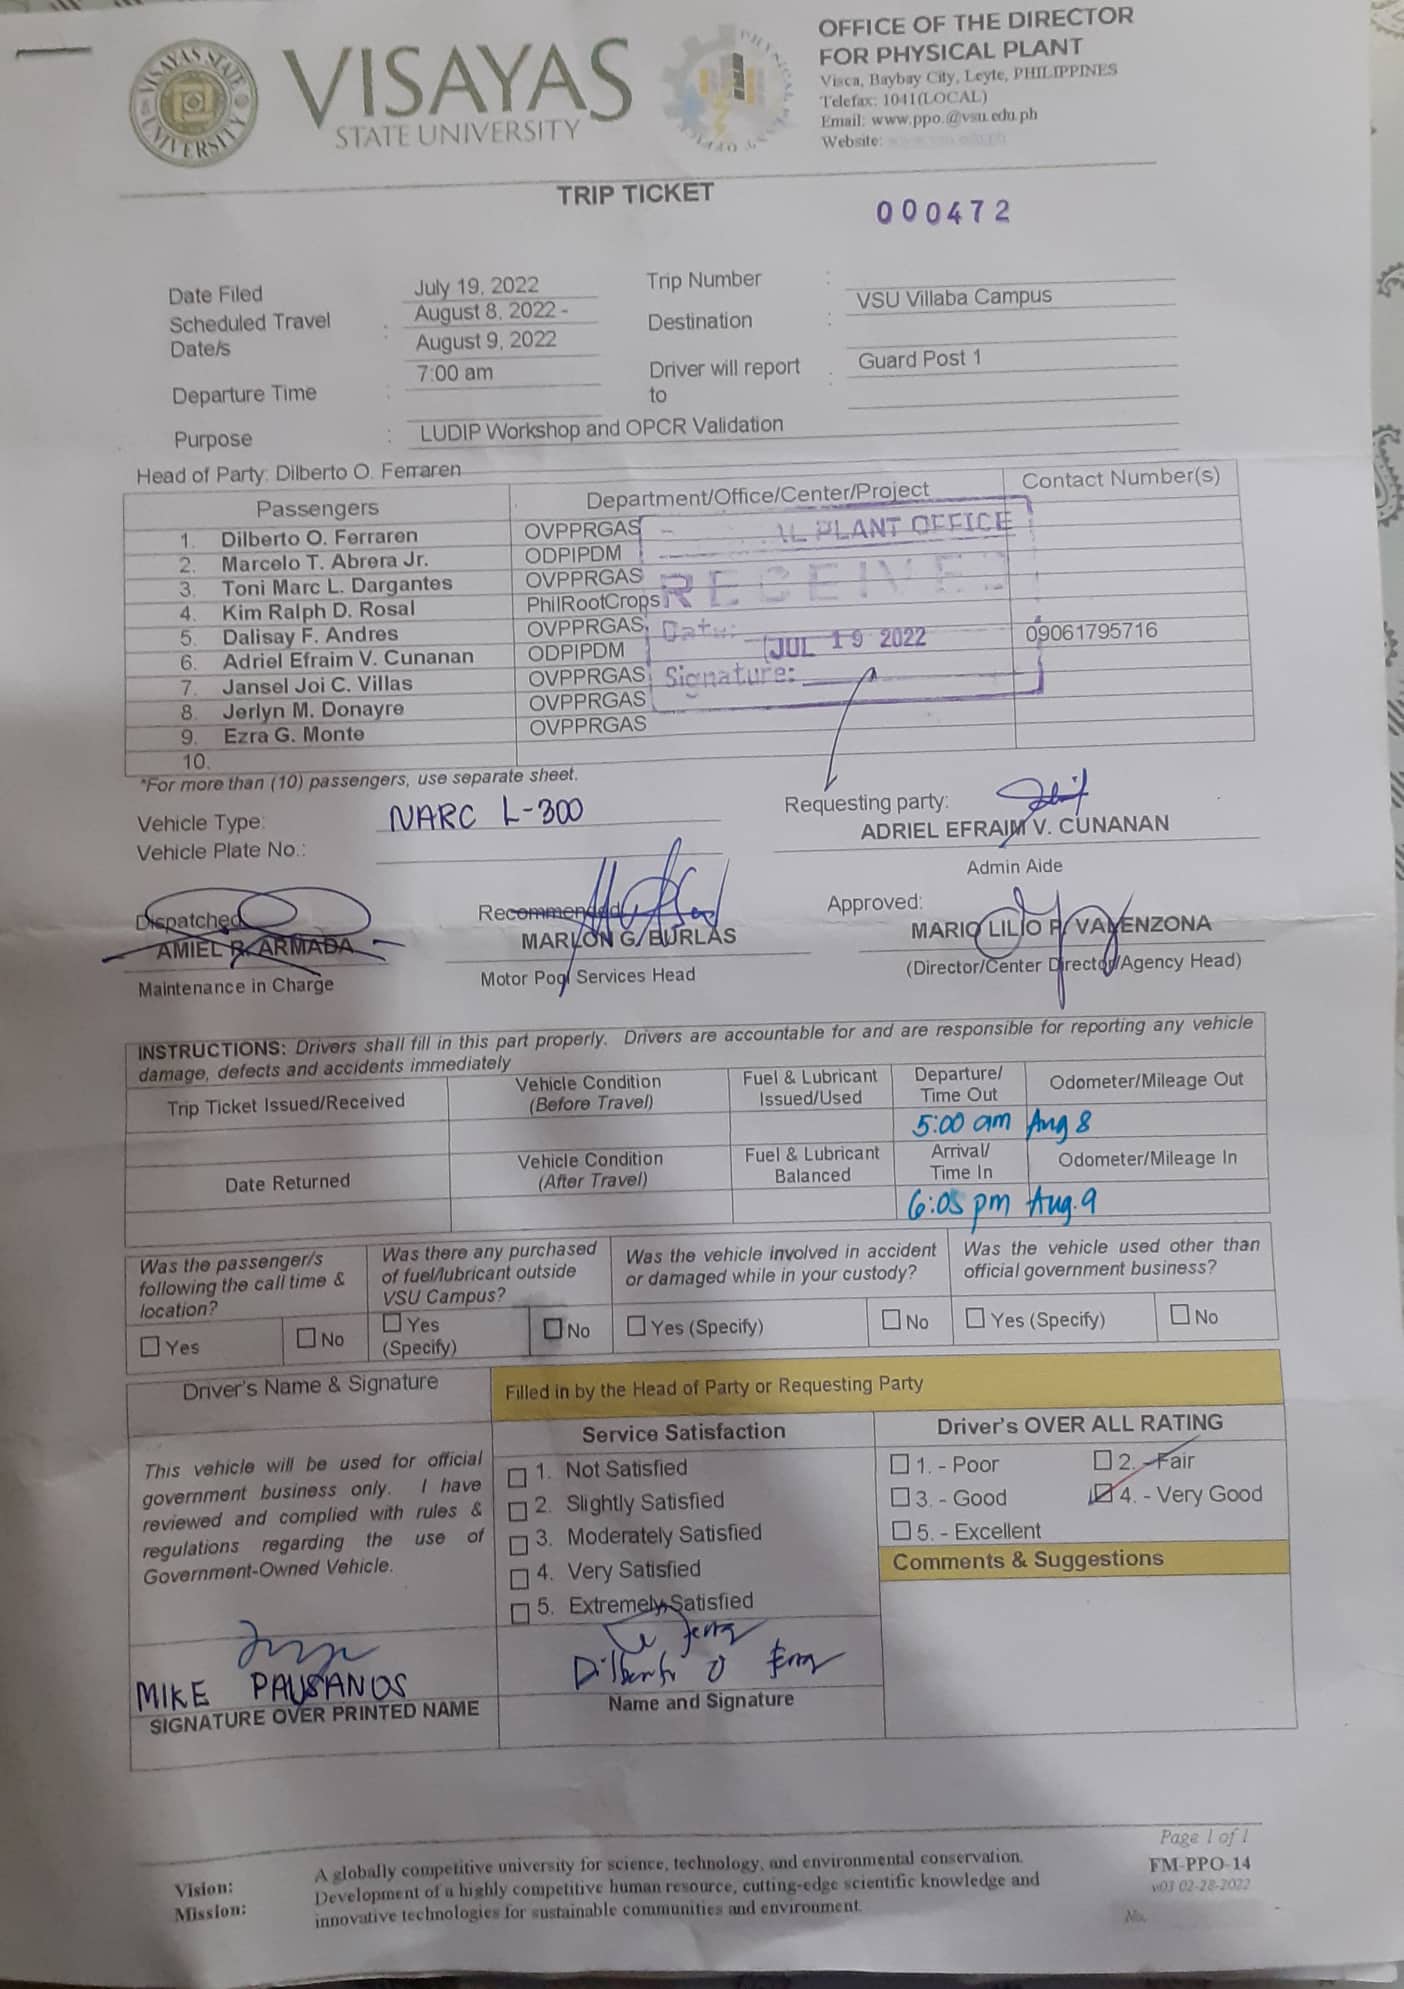 VISAYAS STATE UNIVERSITY
VISAYAS
STATE UNIVERSITY
OFFICE OF THE DIRECTOR
FOR PHYSICAL PLANT
Visca, Baybay City, Leyte, PHILIPPINES
Telefax: 1041(LOCAL)
Email: www.ppo.@vsu.edu.ph
Website:
TRIP TICKET
000472
Date Filed July 19, 2022 Trip Number :
Scheduled Travel Date/s : August 8, 2022 - August 9, 2022 Destination : VSU Villaba Campus
Departure Time : 7:00 am Driver will report to : Guard Post 1
Purpose : LUDIP Workshop and OPCR Validation
Head of Party: Dilberto O. Ferraren
Passengers Department/Office/Center/Project Contact Number(s)
1. Dilberto O. Ferraren OVPPRGAS
2. Marcelo T. Abrera Jr. ODPIPDM
3. Toni Marc L. Dargantes OVPPRGAS
4. Kim Ralph D. Rosal PhilRootCrops
5. Dalisay F. Andres OVPPRGAS
6. Adriel Efraim V. Cunanan ODPIPDM 09061795716
7. Jansel Joi C. Villas OVPPRGAS
8. Jerlyn M. Donayre OVPPRGAS
9. Ezra G. Monte OVPPRGAS
10.
PLANT OFFICE
RECEIVED
Date: JUL 19 2022
Signature:
*For more than (10) passengers, use separate sheet.
Vehicle Type: NARC L-300
Vehicle Plate No.:
Requesting party:
ADRIEL EFRAIM V. CUNANAN
Admin Aide
Dispatched Recommended Approved:
AMIEL R. ARMADA MARLON G. BURLAS MARIO LILIO P. VALENZONA
Maintenance in Charge Motor Pool Services Head (Director/Center Director/Agency Head)
INSTRUCTIONS: Drivers shall fill in this part properly. Drivers are accountable for and are responsible for reporting any vehicle
damage, defects and accidents immediately
Trip Ticket Issued/Received Vehicle Condition (Before Travel) Fuel & Lubricant Issued/Used Departure/ Time Out Odometer/Mileage Out
5:00 am Aug 8
Date Returned Vehicle Condition (After Travel) Fuel & Lubricant Balanced Arrival/ Time In Odometer/Mileage In
6:05 pm Aug. 9
Was the passenger/s following the call time & location? Was there any purchased of fuel/lubricant outside VSU Campus? Was the vehicle involved in accident or damaged while in your custody? Was the vehicle used other than official government business?
Yes No Yes (Specify) No Yes (Specify) No Yes (Specify) No
Driver's Name & Signature Filled in by the Head of Party or Requesting Party
This vehicle will be used for official
government business only. I have
reviewed and complied with rules &
regulations regarding the use of
Government-Owned Vehicle.
Service Satisfaction
1. Not Satisfied
2. Slightly Satisfied
3. Moderately Satisfied
4. Very Satisfied
5. Extremely Satisfied
Driver's OVER ALL RATING
1. - Poor 2. - Fair
3. - Good 4. - Very Good
5. - Excellent
Comments & Suggestions
MIKE PAUSANOS
SIGNATURE OVER PRINTED NAME
Dilberto O
Name and Signature
Page 1 of 1
FM-PPO-14
v03 02-28-2022
No.
Vision: A globally competitive university for science, technology, and environmental conservation.
Mission: Development of a highly competitive human resource, cutting-edge scientific knowledge and
innovative technologies for sustainable communities and environment.